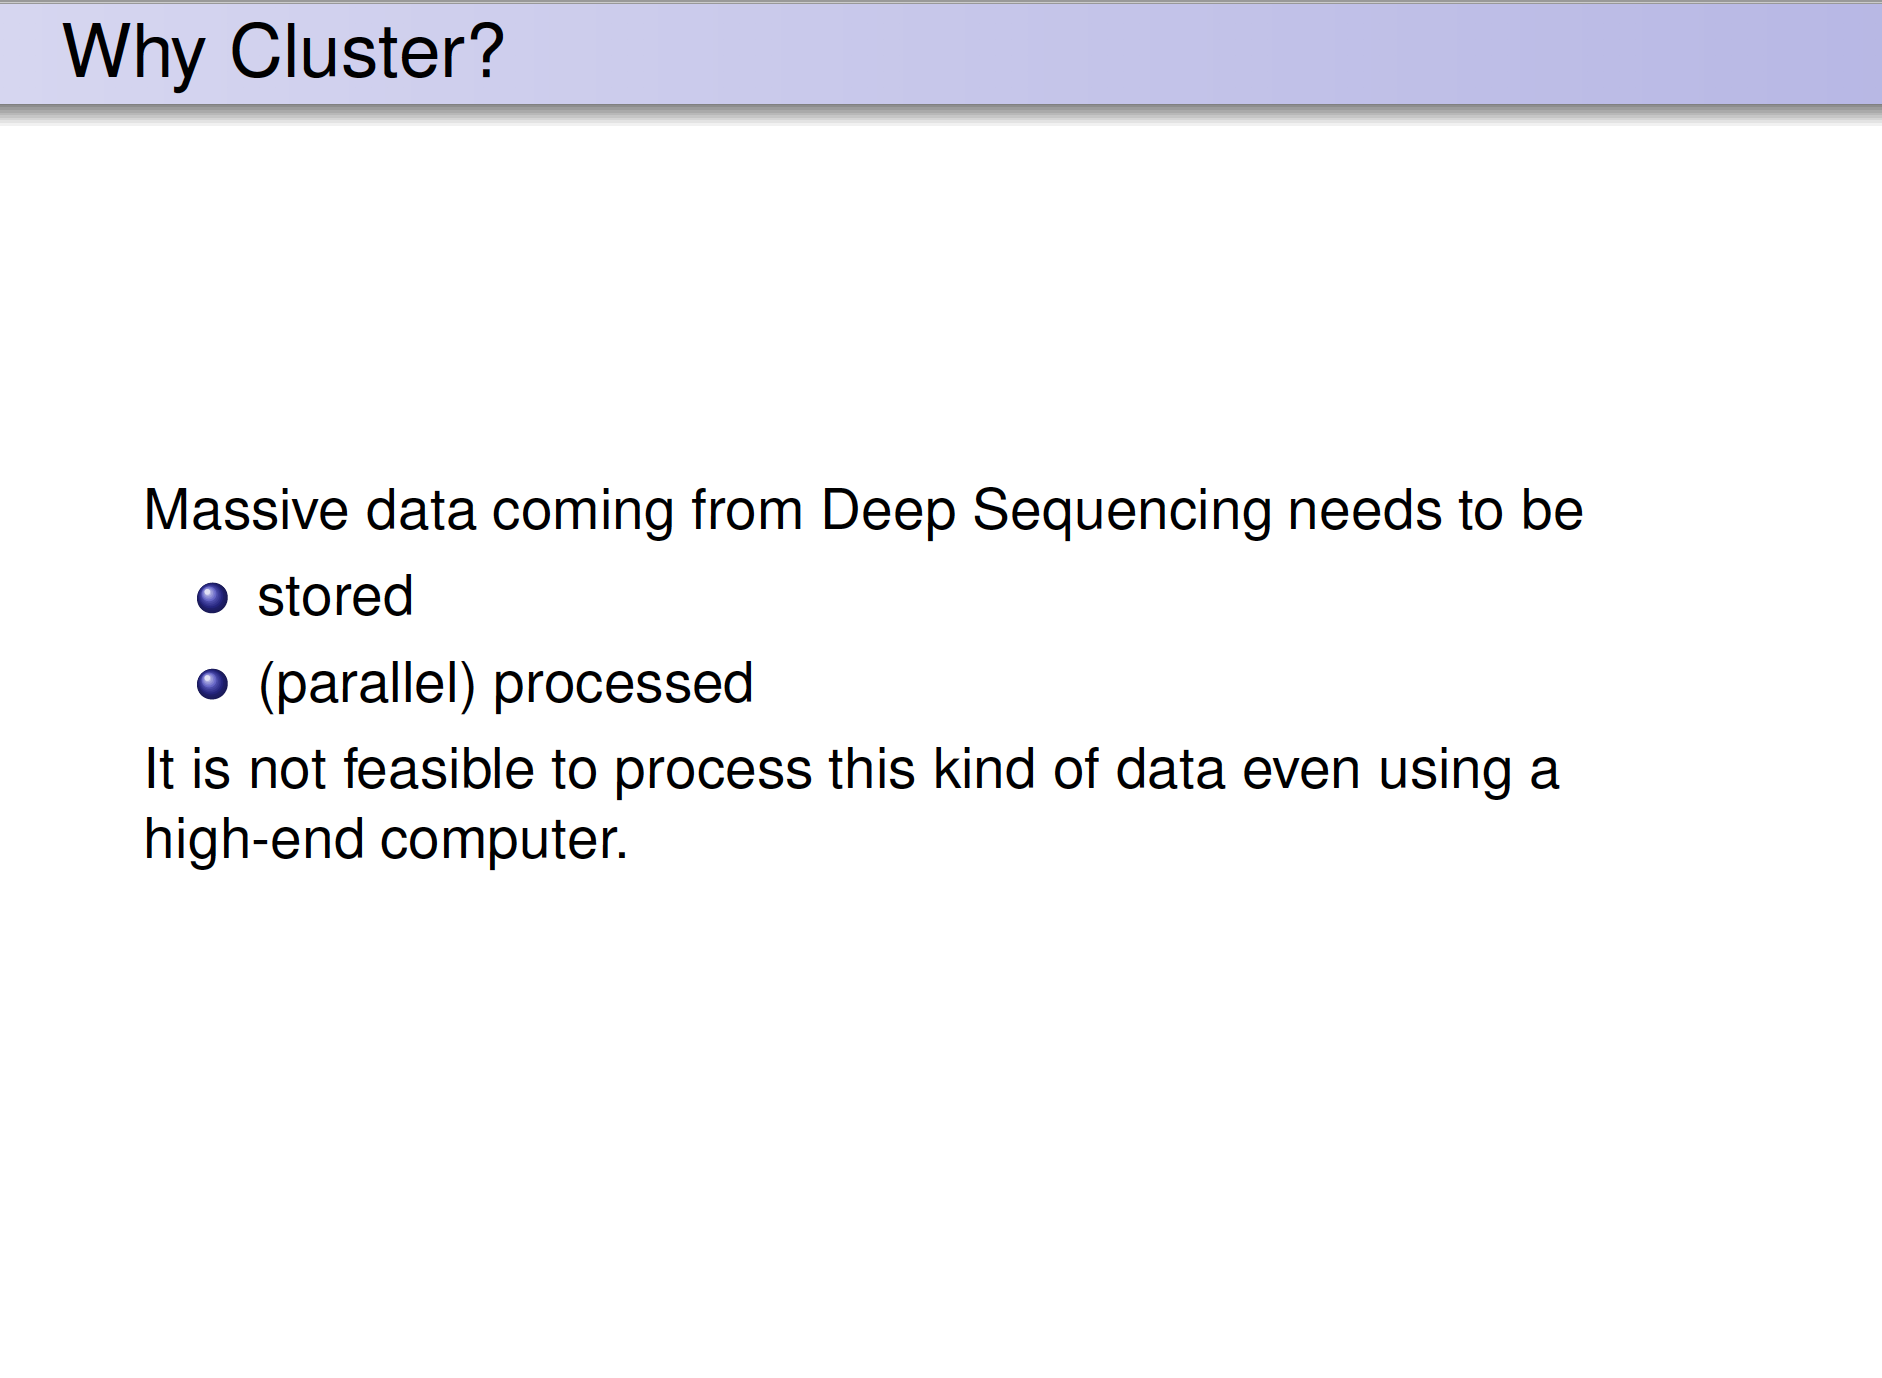 Why Cluster?
Massive data coming from Deep Sequencing needs to be
stored
(parallel) processed
It is not feasible to process this kind of data even using a
high-end computer.